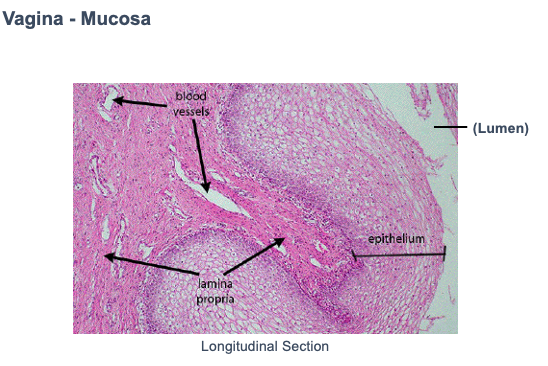 Vagina - Mucosa
blood
vessels
(Lumen)
epithelium
lamina
propria
Longitudinal Section